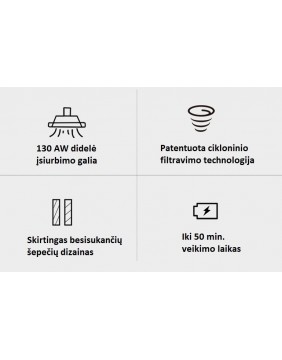 130 AW didelė
įsiurbimo galia
Patentuota cikloninio
filtravimo technologija
Skirtingas besisukančių
šepečių dizainas
Iki 50 min.
veikimo laikas